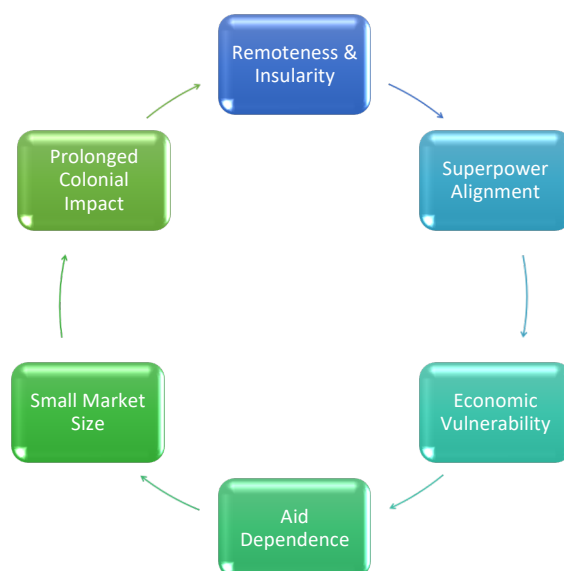 Remoteness &
Insularity
Superpower
Alignment
Economic
Vulnerability
Aid
Dependence
Small Market
Size
Prolonged
Colonial
Impact